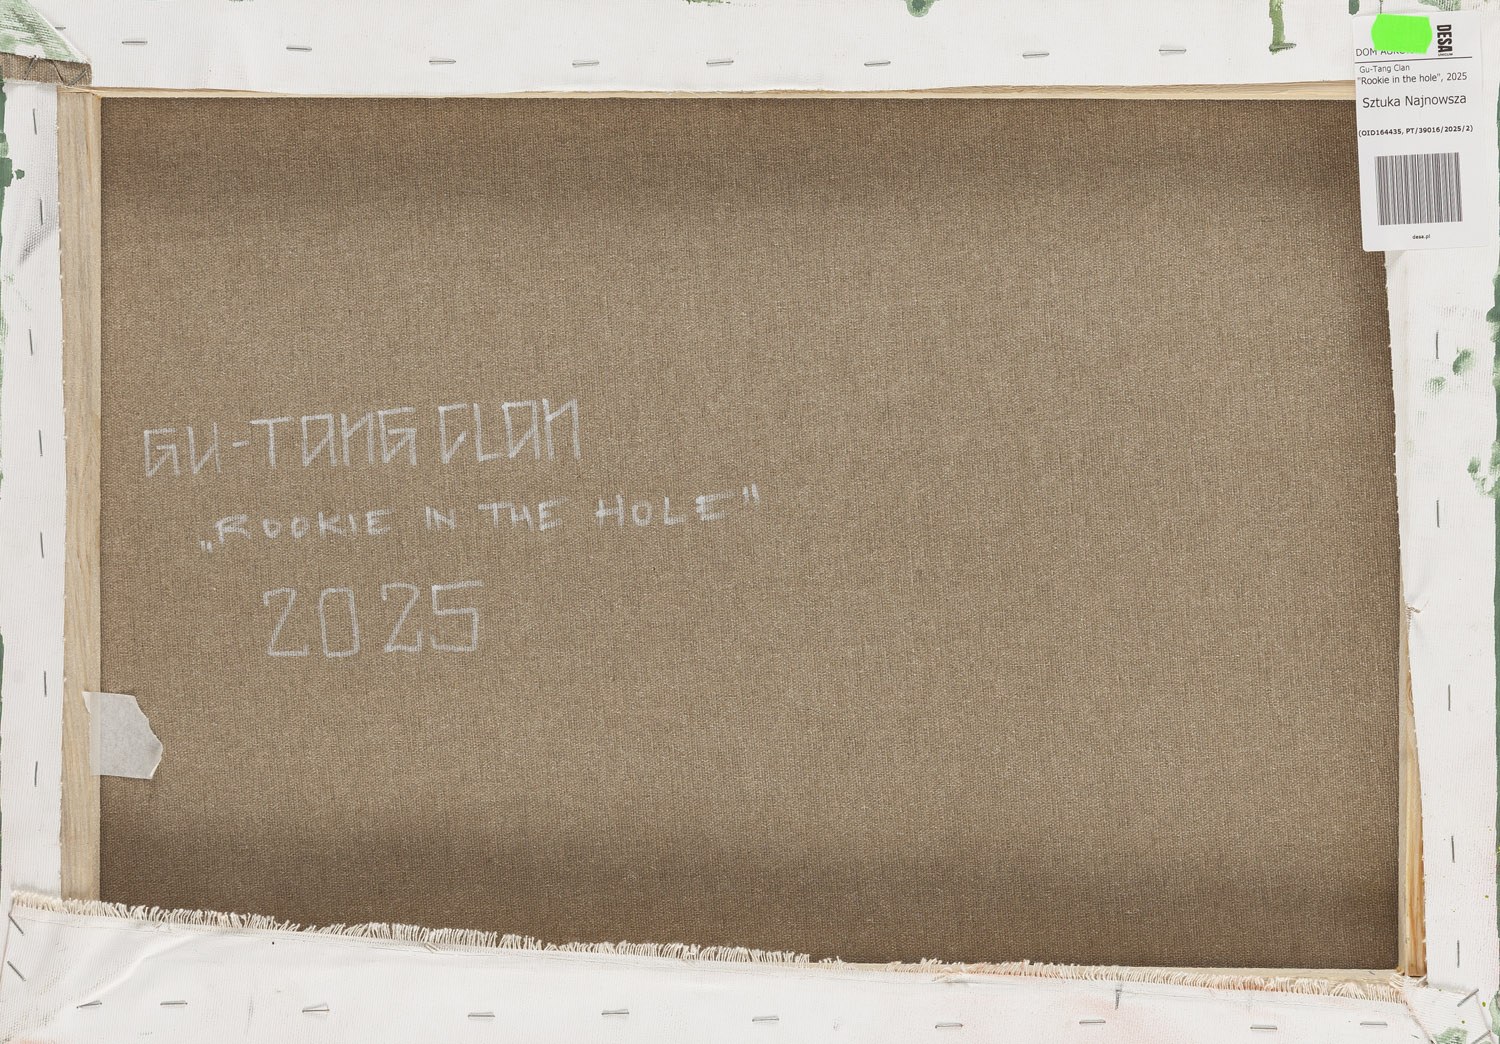 GU-TANG CLAN
„ROOKIE IN THE HOLE"
2025
DESA
DOM
Gu-Tang Clan
"Rookie in the hole", 2025
Sztuka Najnowsza
(OID164435, PT/39016/2025/2)
desa.pl